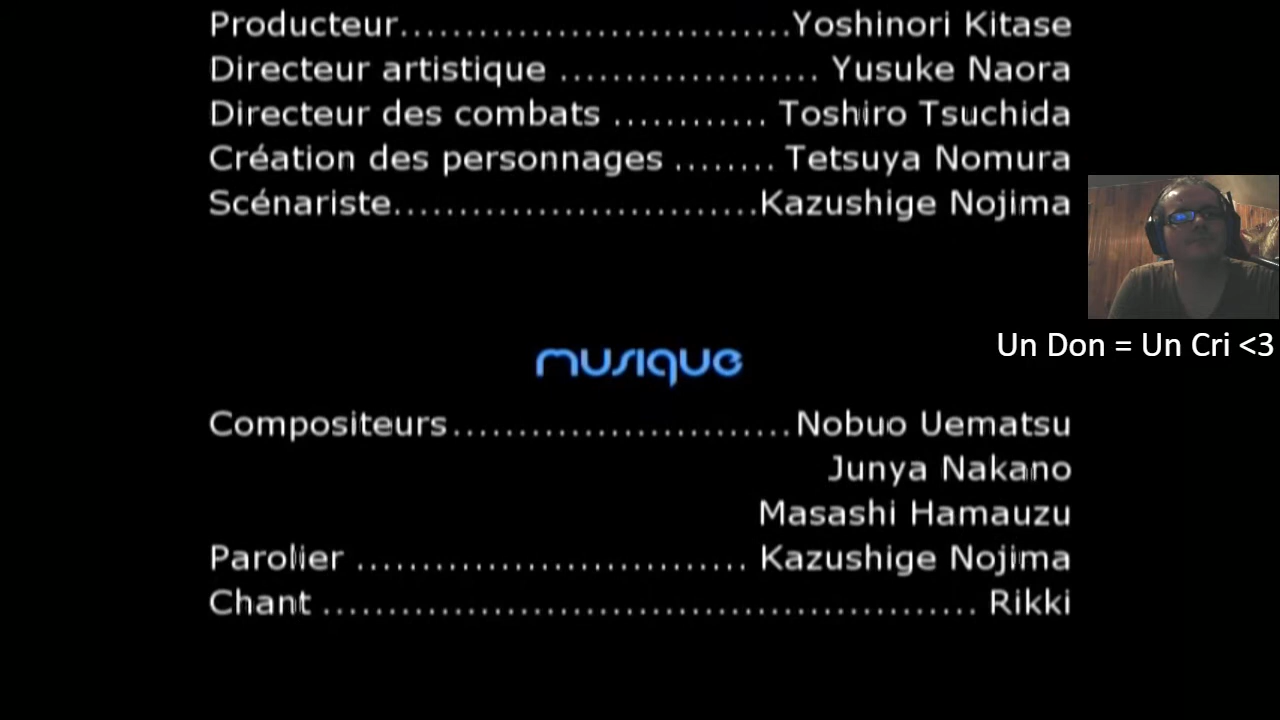 Producteur..............................Yoshinori Kitase
Directeur artistique .................... Yusuke Naora
Directeur des combats ............ Toshiro Tsuchida
Création des personnages ........ Tetsuya Nomura
Scénariste............................Kazushige Nojima
Un Don = Un Cri <3
musique
Compositeurs..........................Nobuo Uematsu
Junya Nakano
Masashi Hamauzu
Parolier .............................. Kazushige Nojima
Chant .................................................. Rikki